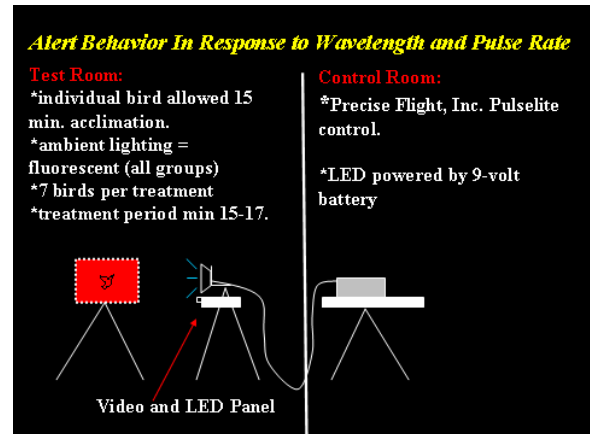 Alert Behavior In Response to Wavelength and Pulse Rate
Test Room:
*individual bird allowed 15
min. acclimation.
*ambient lighting =
fluorescent (all groups)
*7 birds per treatment
*treatment period min 15-17.
Control Room:
*Precise Flight, Inc. Pulselite
control.
*LED powered by 9-volt
battery
Video and LED Panel